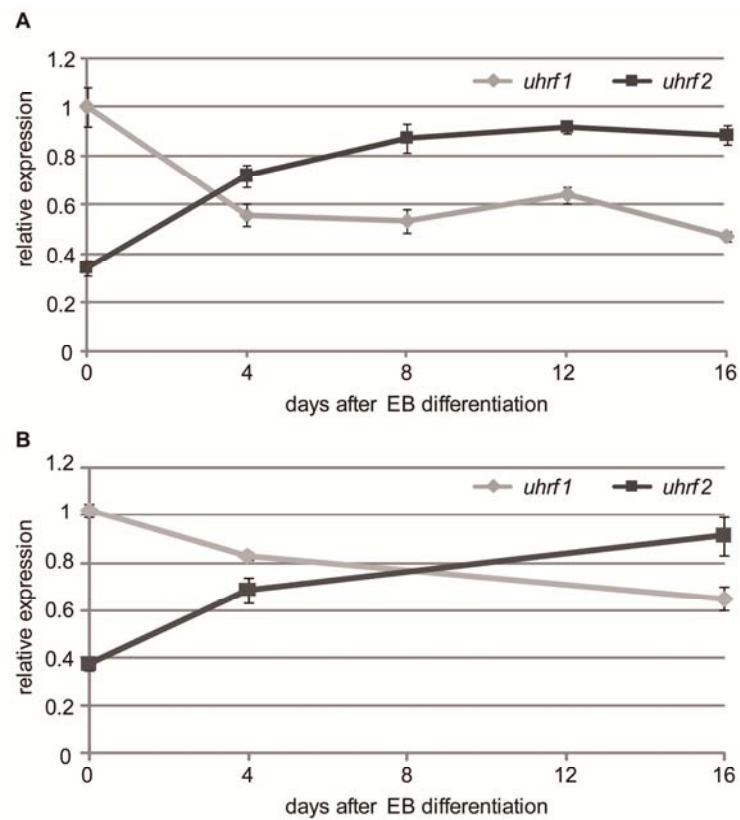 A
1.2
1
0.8
0.6
0.4
0.2
0
relative expression
uhrf1 uhrf2
0 4 8 12 16
days after EB differentiation
B
1.2
1
0.8
0.6
0.4
0.2
0
relative expression
uhrf1 uhrf2
0 4 8 12 16
days after EB differentiation